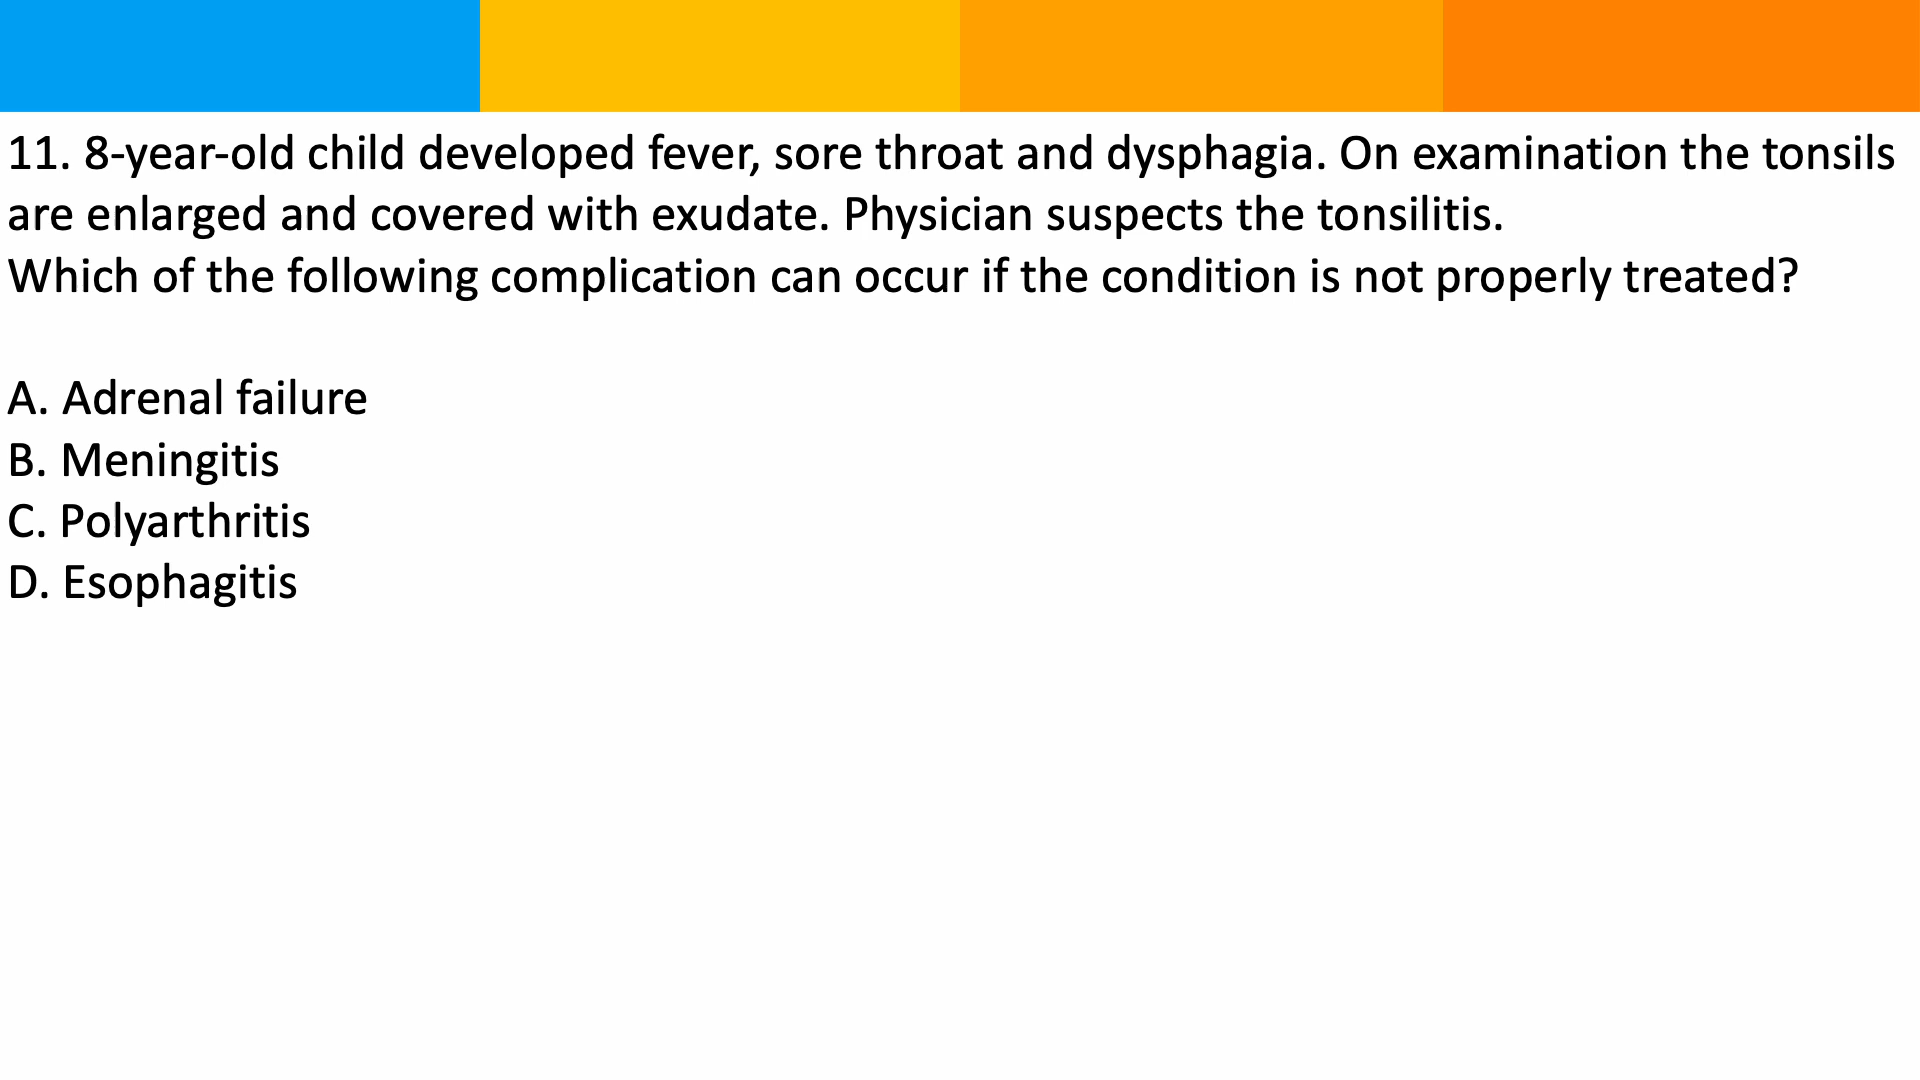 11. 8-year-old child developed fever, sore throat and dysphagia. On examination the tonsils
are enlarged and covered with exudate. Physician suspects the tonsilitis.
Which of the following complication can occur if the condition is not properly treated?
A. Adrenal failure
B. Meningitis
C. Polyarthritis
D. Esophagitis